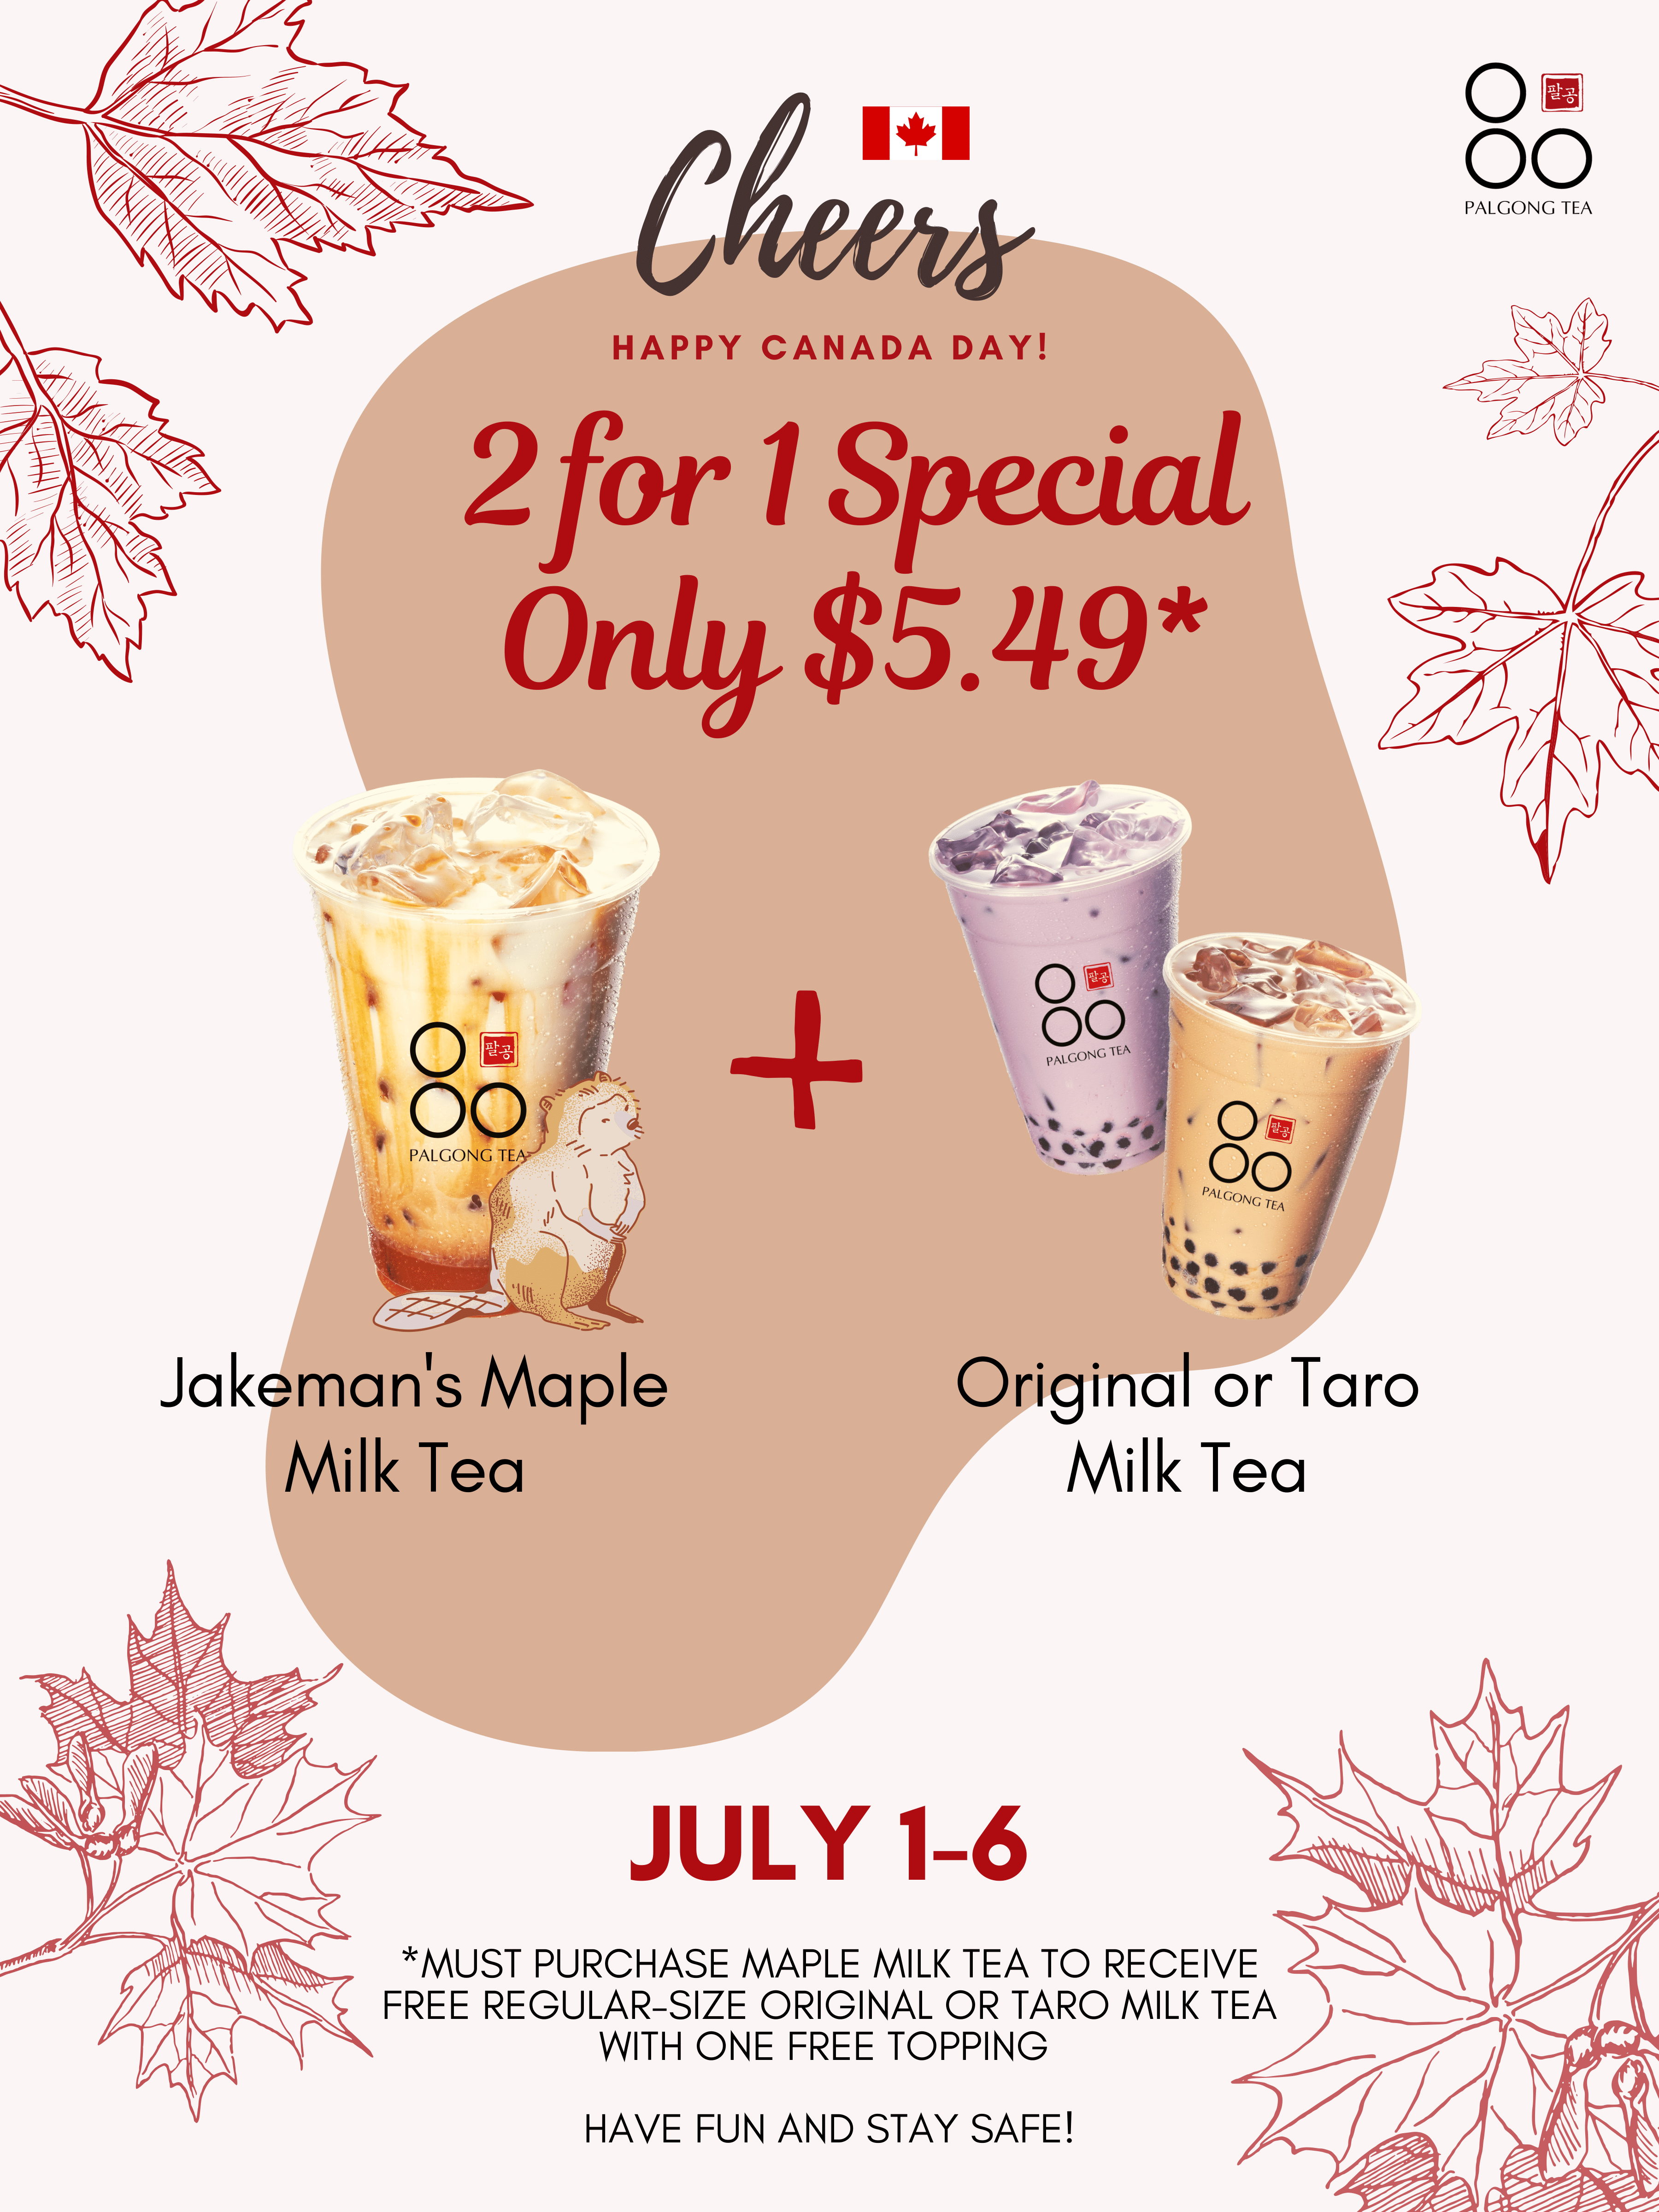 팔공
PALGONG TEA
Cheers
HAPPY CANADA DAY!
2 for 1 Special
Only $5.49*
팔공
PALGONG TEA
팔공
PALGONG TEA
팔공
PALGONG TEA
Jakeman's Maple
Milk Tea
Original or Taro
Milk Tea
JULY 1-6
*MUST PURCHASE MAPLE MILK TEA TO RECEIVE
FREE REGULAR-SIZE ORIGINAL OR TARO MILK TEA
WITH ONE FREE TOPPING
HAVE FUN AND STAY SAFE!